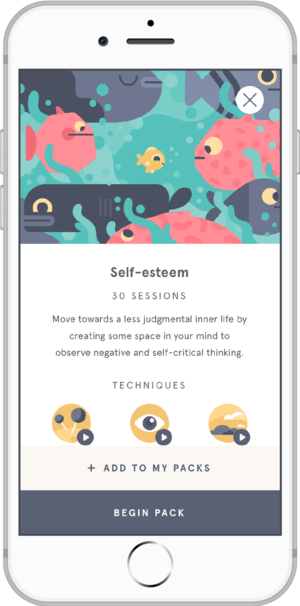 Self-esteem
30 SESSIONS
Move towards a less judgmental inner life by
creating some space in your mind to
observe negative and self-critical thinking.
TECHNIQUES
+ ADD TO MY PACKS
BEGIN PACK